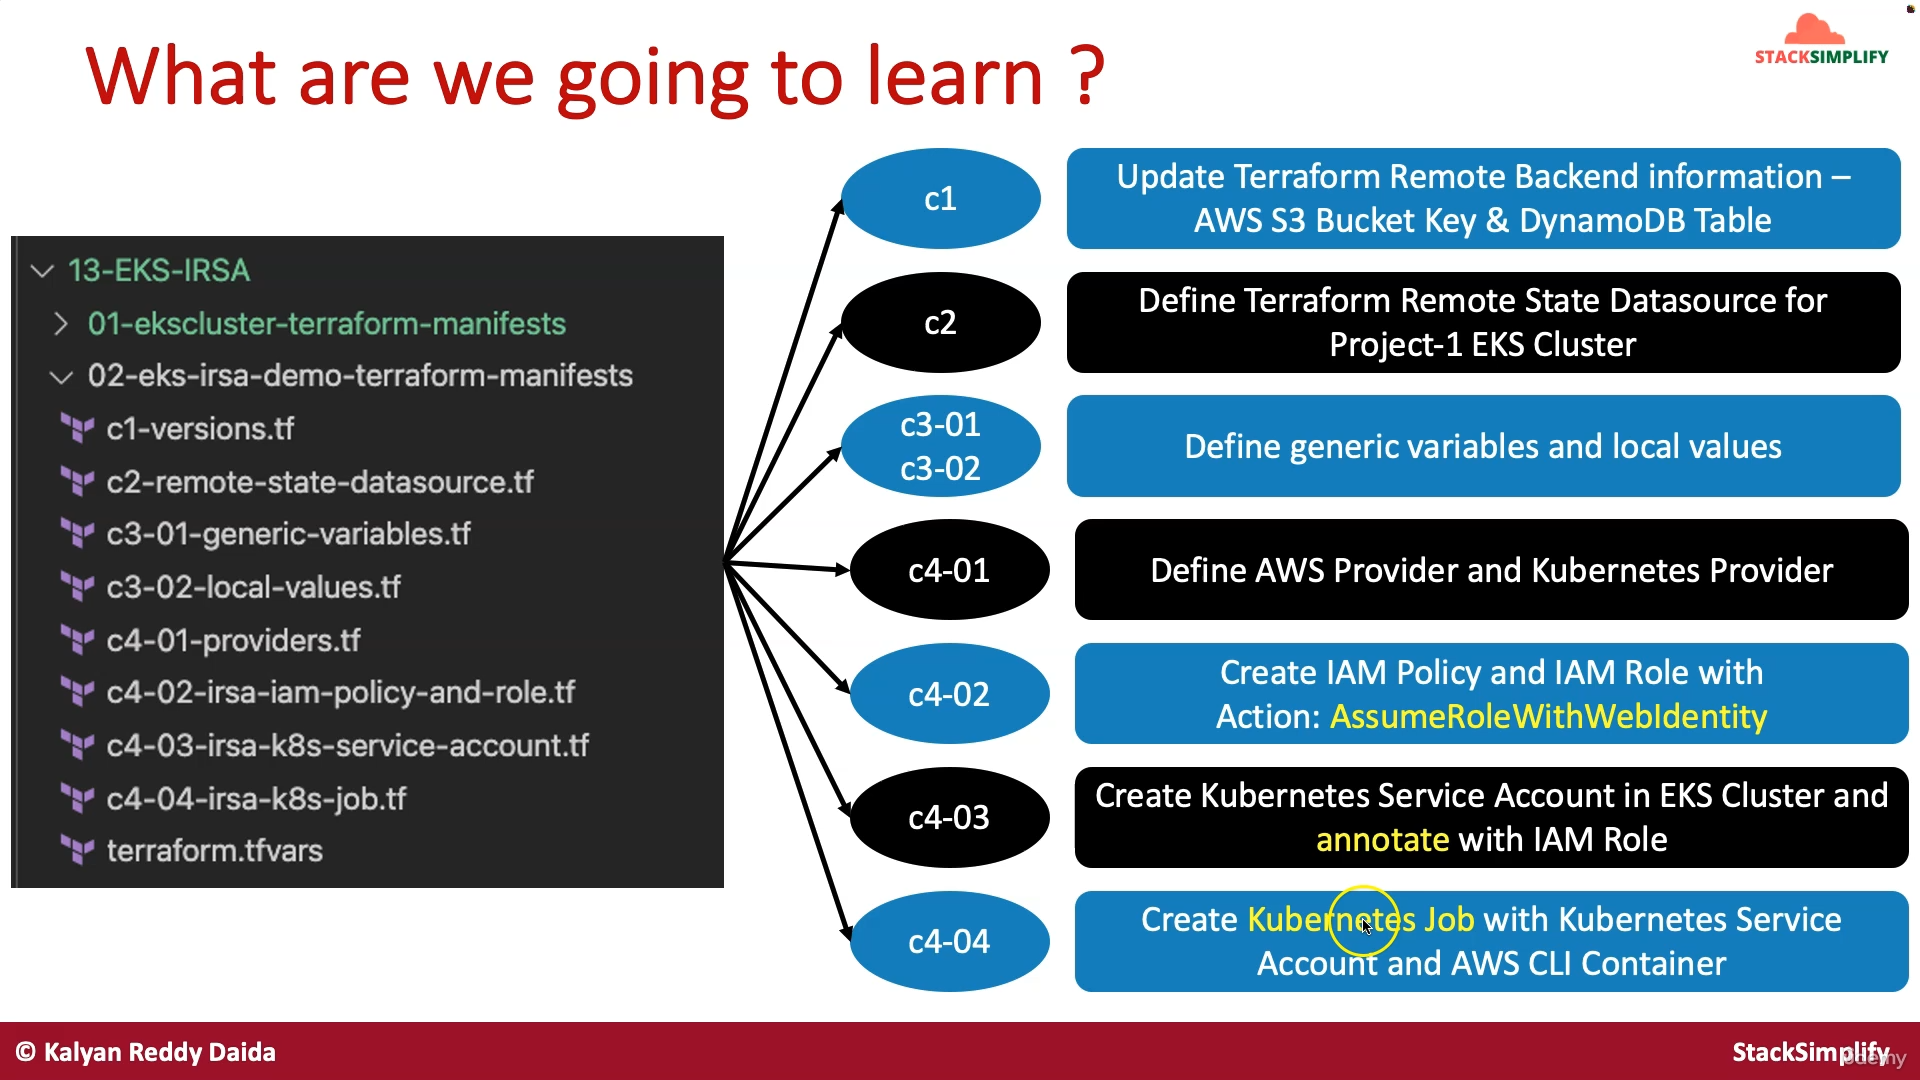 What are we going to learn ?
STACKSIMPLIFY
13-EKS-IRSA
01-ekscluster-terraform-manifests
02-eks-irsa-demo-terraform-manifests
c1-versions.tf
c2-remote-state-datasource.tf
c3-01-generic-variables.tf
c3-02-local-values.tf
c4-01-providers.tf
c4-02-irsa-iam-policy-and-role.tf
c4-03-irsa-k8s-service-account.tf
c4-04-irsa-k8s-job.tf
terraform.tfvars
c1
Update Terraform Remote Backend information –
AWS S3 Bucket Key & DynamoDB Table
c2
Define Terraform Remote State Datasource for
Project-1 EKS Cluster
c3-01
c3-02
Define generic variables and local values
c4-01
Define AWS Provider and Kubernetes Provider
c4-02
Create IAM Policy and IAM Role with
Action: AssumeRoleWithWebIdentity
c4-03
Create Kubernetes Service Account in EKS Cluster and
annotate with IAM Role
c4-04
Create Kubernetes Job with Kubernetes Service
Account and AWS CLI Container
© Kalyan Reddy Daida
StackSimplify
udemy